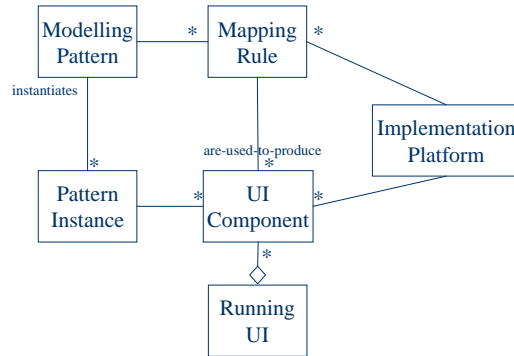 Modelling
Pattern
*
Mapping
Rule
*
instantiates
Implementation
Platform
are-used-to-produce
*
*
Pattern
Instance
*
UI
Component
*
*
Running
UI